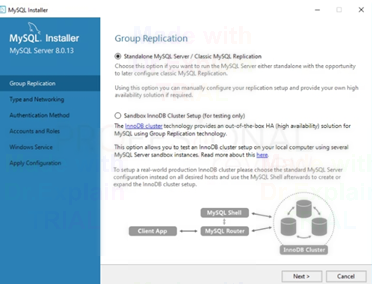 MySQL Installer
MySQL. Installer
MySQL Server 8.0.13
Group Replication
Type and Networking
Authentication Method
Accounts and Roles
Windows Service
Apply Configuration
Group Replication
Standalone MySQL Server / Classic MySQL Replication
Choose this option if you want to run the MySQL Server either standalone with the opportunity
to later configure classic MySQL Replication.
Using this option you can manually configure your replication setup and provide your own high
availability solution if required.
Sandbox InnoDB Cluster Setup (for testing only)
The InnoDB cluster technology provides an out-of-the-box HA (high availability) solution for
MySQL using Group Replication technology.
This option allows you to test an InnoDB cluster setup on your local computer using several
MySQL Server sandbox instances. Read more about this here
To setup a real-world production InnoDB cluster please choose the standard MySQL Server
configuration instead on all desired hosts and use the MySQL Shell afterwards to create or
expand the InnoDB cluster setup.
MySQL Shell
Client App
MySQL Router
InnoDB Cluster
Next >
Cancel